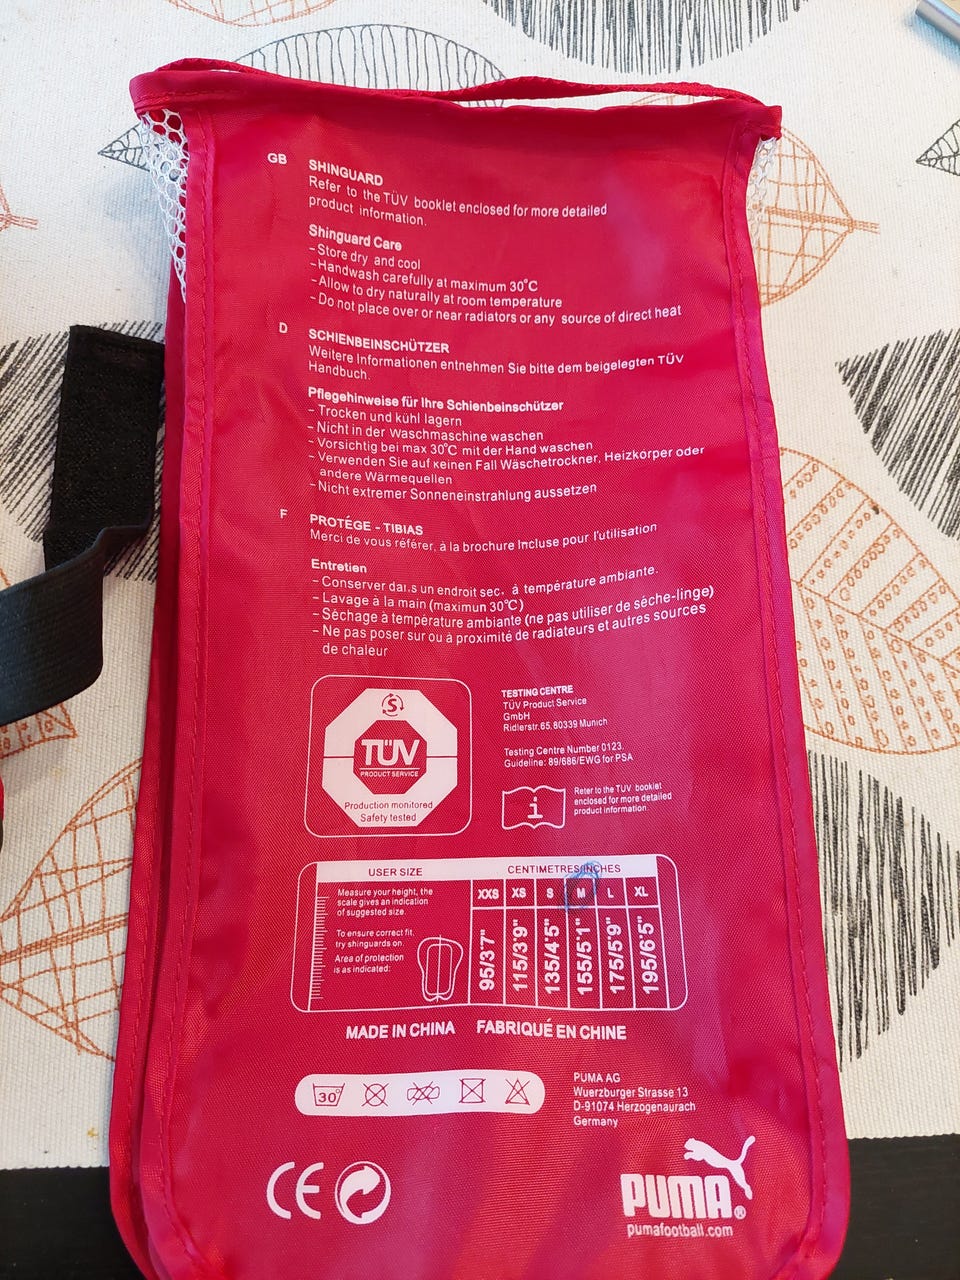 GB SHINGUARD
Refer to the TÜV booklet enclosed for more detailed
product information.
Shinguard Care
-Store dry and cool
-Handwash carefully at maximum 30°C
-Allow to dry naturally at room temperature
-Do not place over or near radiators or any source of direct heat
D SCHIENBEINSCHÜTZER
Weitere Informationen entnehmen Sie bitte dem beigelegten TÜV
Handbuch.
Pflegehinweise für Ihre Schienbeinschützer
- Trocken und kühl lagern
-Nicht in der Waschmaschine waschen
-Vorsichtig bei max 30°C mit der Hand waschen
-Verwenden Sie auf keinen Fall Wäschetrockner, Heizkörper oder
andere Wärmequellen
-Nicht extremer Sonneneinstrahlung aussetzen
F PROTÉGE - TIBIAS
Merci de vous référer, à la brochure Incluse pour l'utilisation
Entretien
-Conserver dans un endroit sec. à température ambiante.
-Lavage à la main (maximun 30°C)
-Séchage à température ambiante (ne pas utiliser de sèche-linge)
-Ne pas poser sur ou à proximité de radiateurs et autres sources
de chaleur
S
TÜV
PRODUCT SERVICE
Production monitored
Safety tested
TESTING CENTRE
TÜV Product Service
GmbH
Ridlerstr.65.80339 Munich
Testing Centre Number 0123.
Guideline: 89/686/EWG for PSA
i
Refer to the TUV booklet
enclosed for more detailed
product information.
USER SIZE
Measure your height, the
scale gives an indication
of suggested size.
To ensure correct fit,
try shinguards on.
Area of protection
is as indicated:
CENTIMETRES/INCHES
XXS XS S M L XL
95/3'7" 115/3'9" 135/4'5" 155/5'1" 175/5'9" 195/6'5"
MADE IN CHINA FABRIQUÉ EN CHINE
30°
PUMA AG
Wuerzburger Strasse 13
D-91074 Herzogenaurach
Germany
CE
PUMA®
pumafootball.com